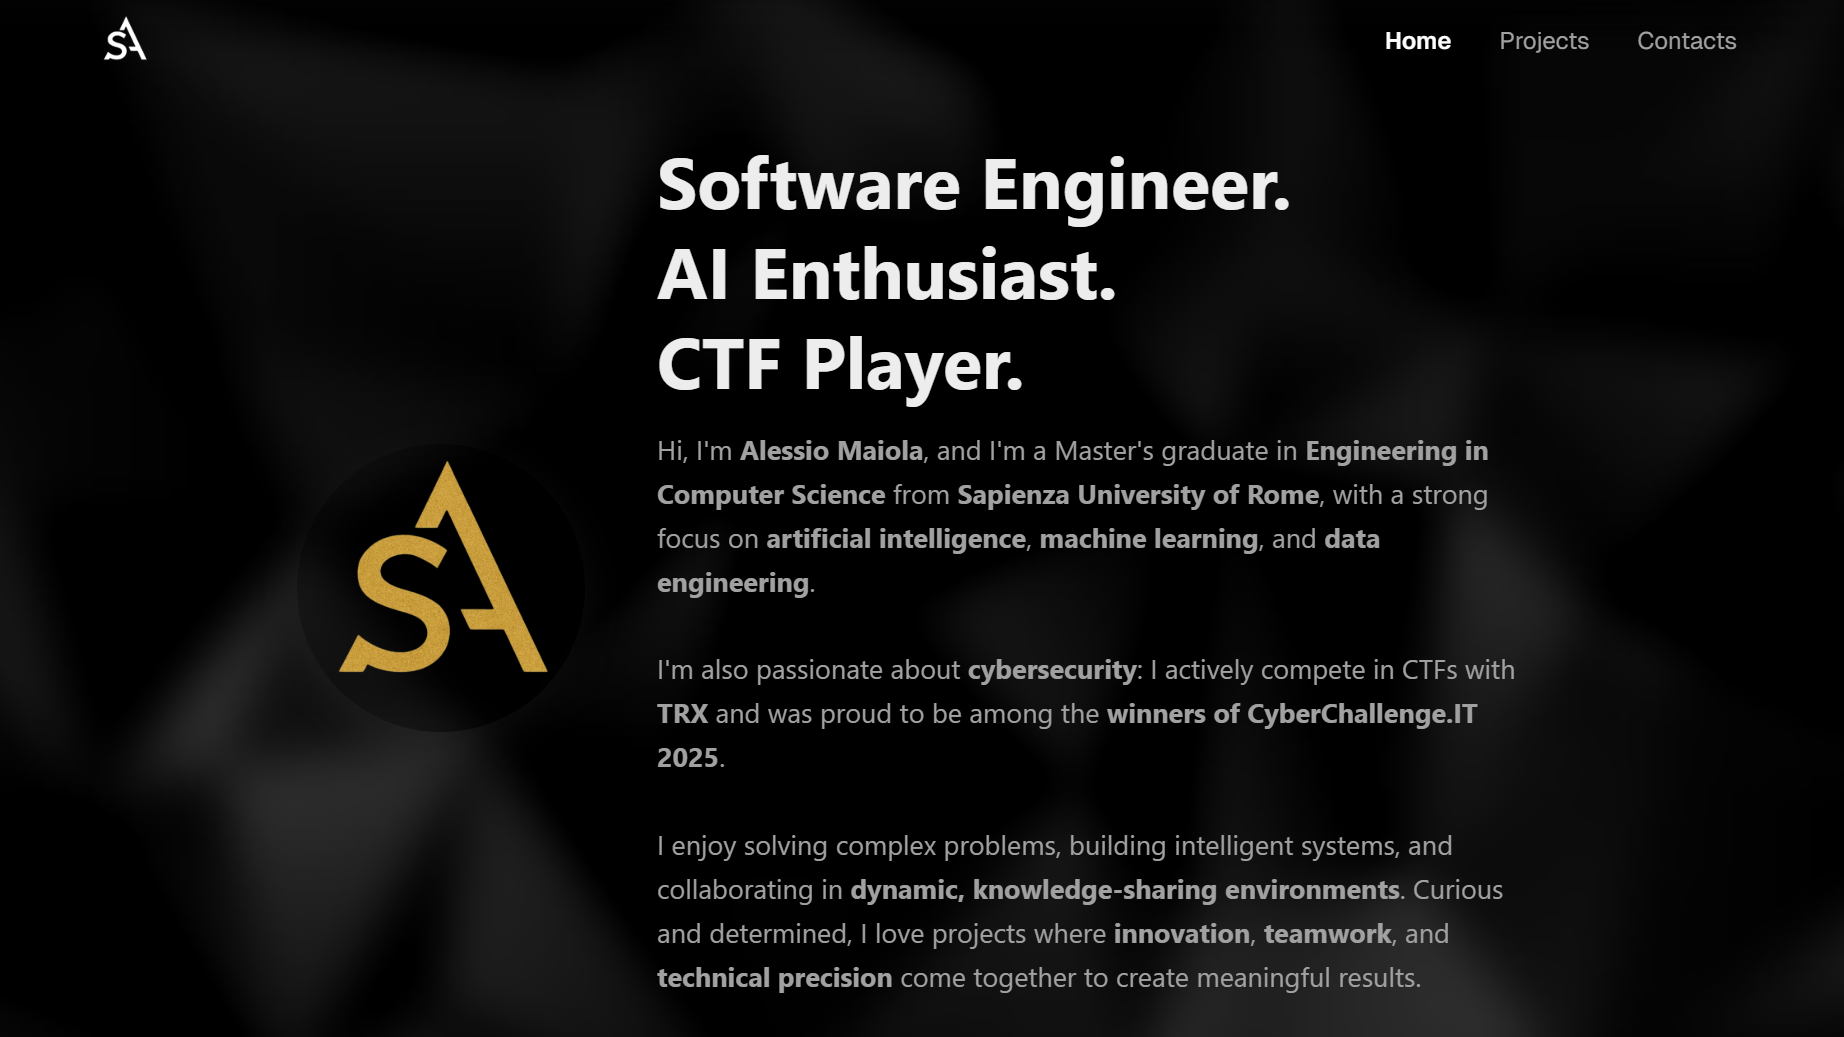 SA
Home Projects Contacts
Software Engineer.
AI Enthusiast.
CTF Player.
Hi, I'm Alessio Maiola, and I'm a Master's graduate in Engineering in
Computer Science from Sapienza University of Rome, with a strong
focus on artificial intelligence, machine learning, and data
engineering.
SA
I'm also passionate about cybersecurity: I actively compete in CTFs with
TRX and was proud to be among the winners of CyberChallenge.IT
2025.
I enjoy solving complex problems, building intelligent systems, and
collaborating in dynamic, knowledge-sharing environments. Curious
and determined, I love projects where innovation, teamwork, and
technical precision come together to create meaningful results.